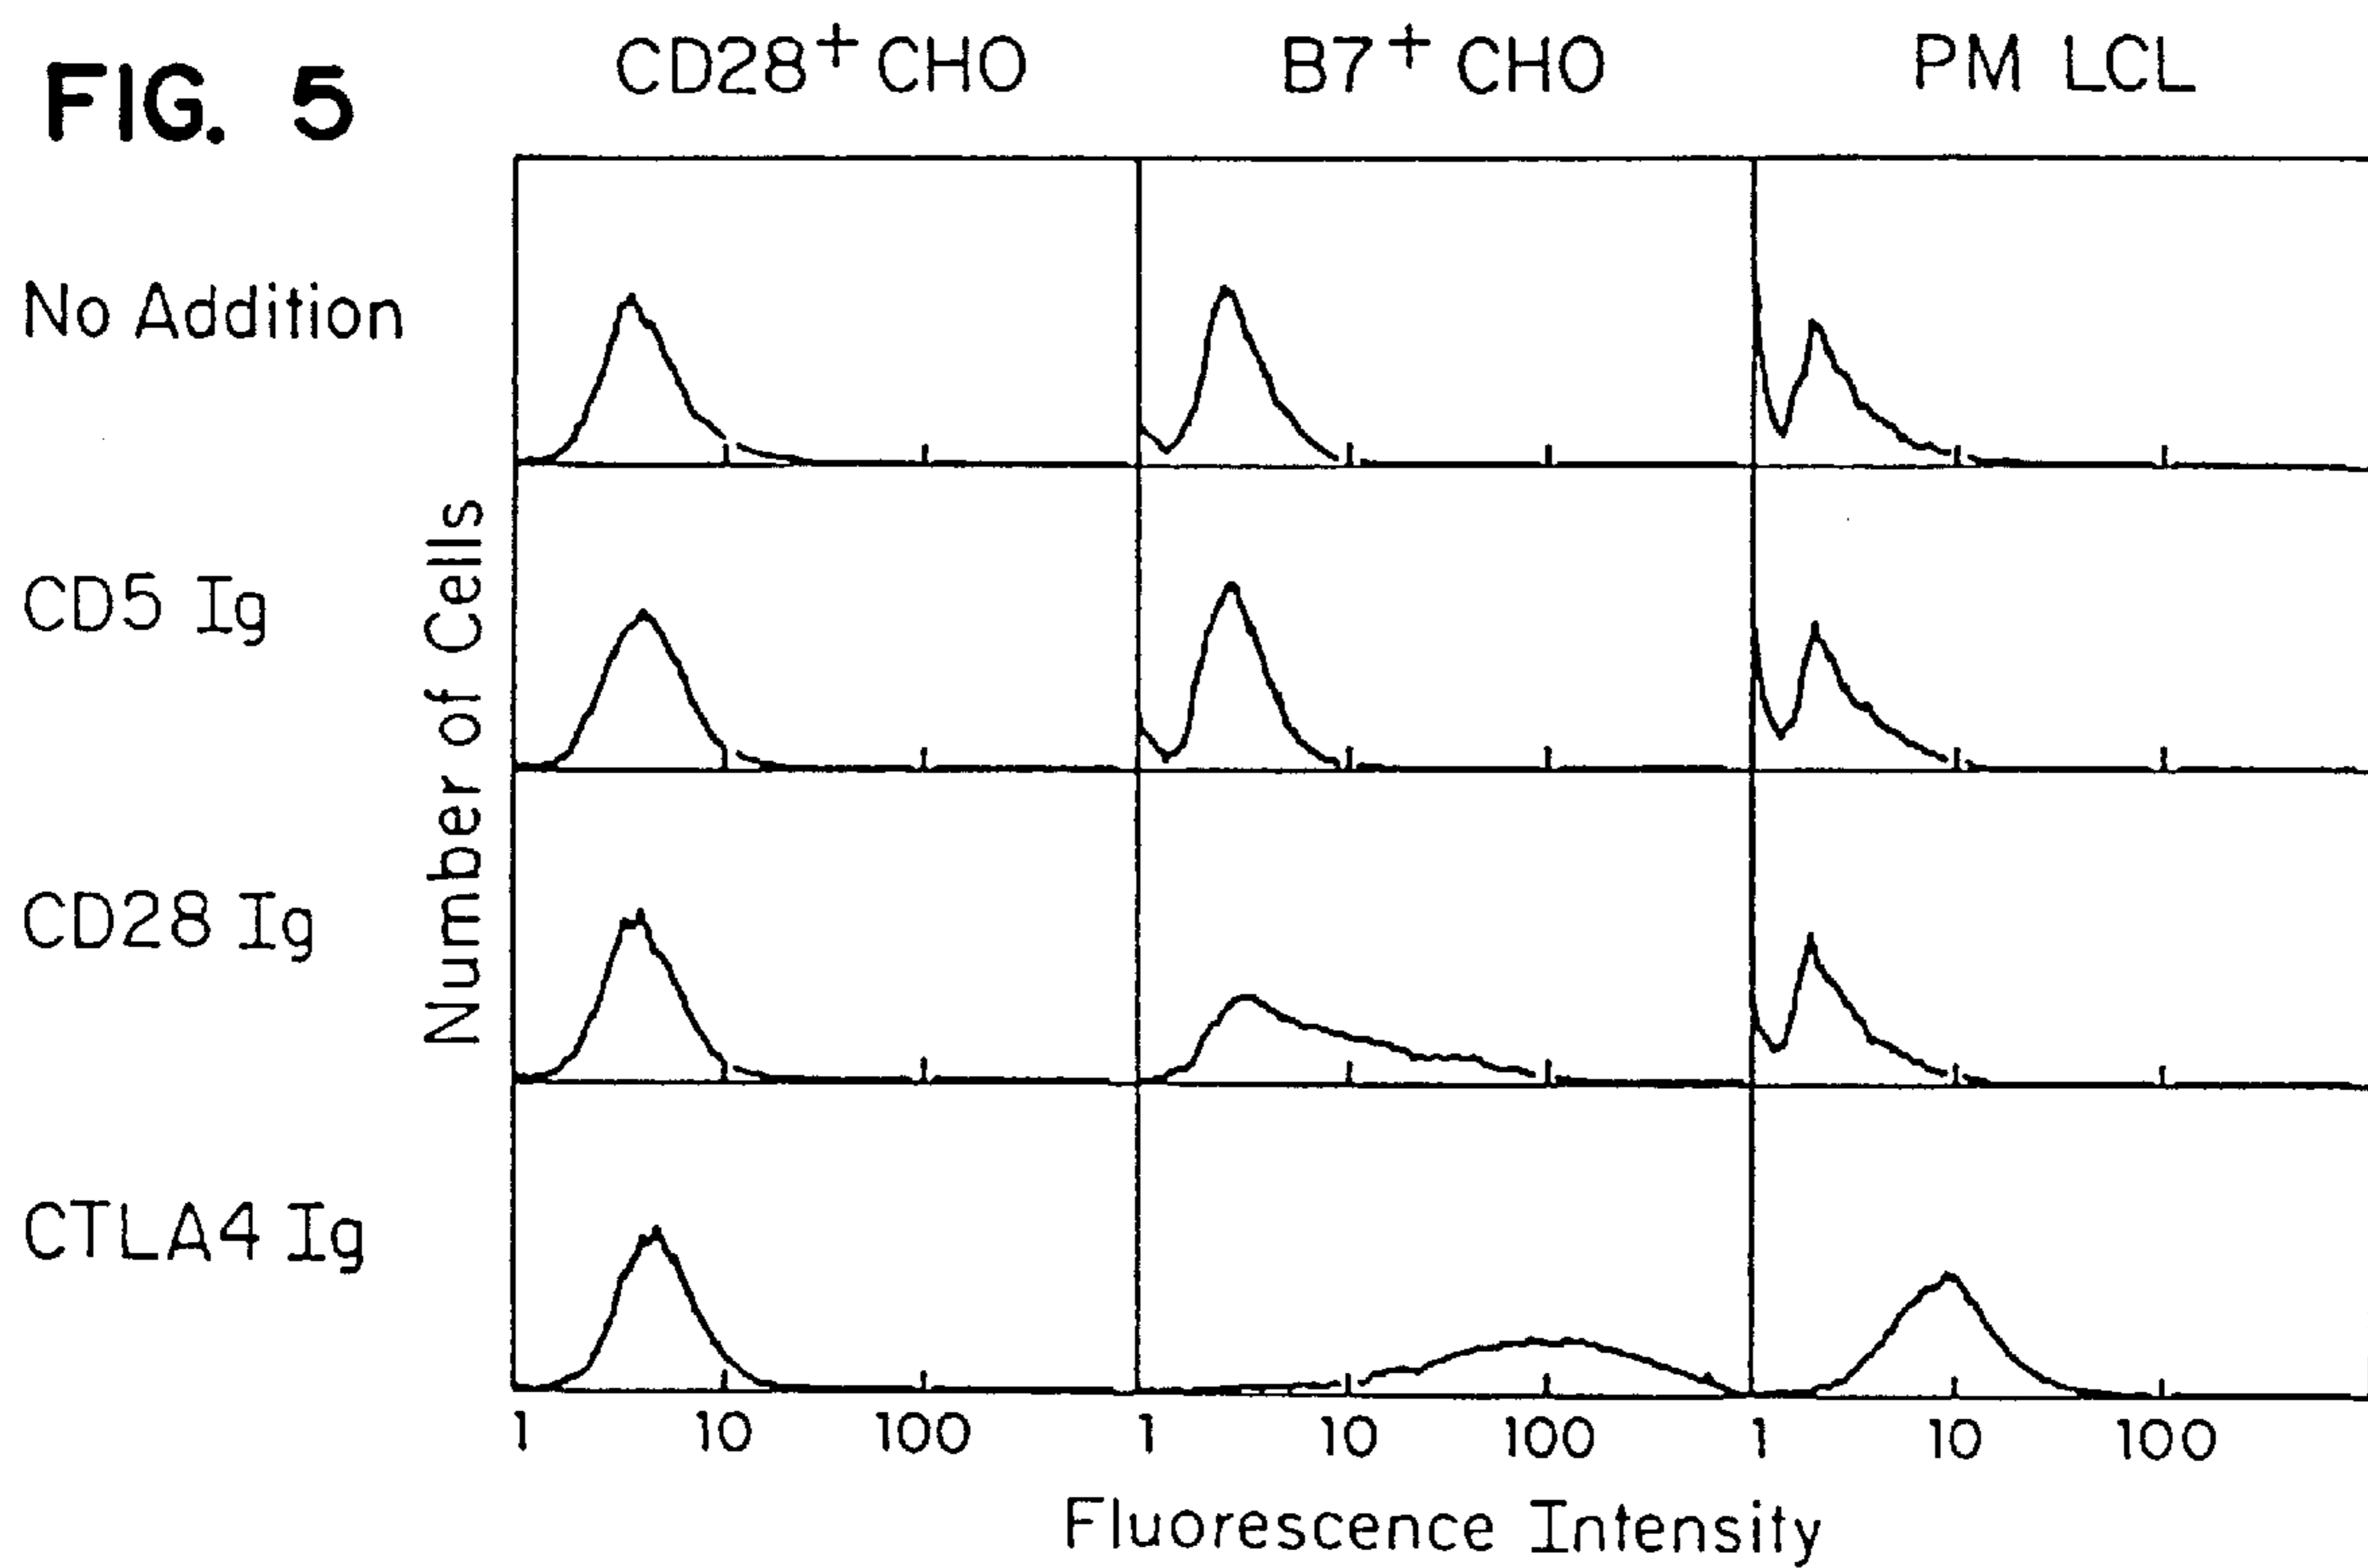 FIG. 5
CD28+ CHO B7+ CHO PM LCL
No Addition
CD5 Ig
CD28 Ig
CTLA4 Ig
Number of Cells
1 10 100 1 10 100 1 10 100
Fluorescence Intensity